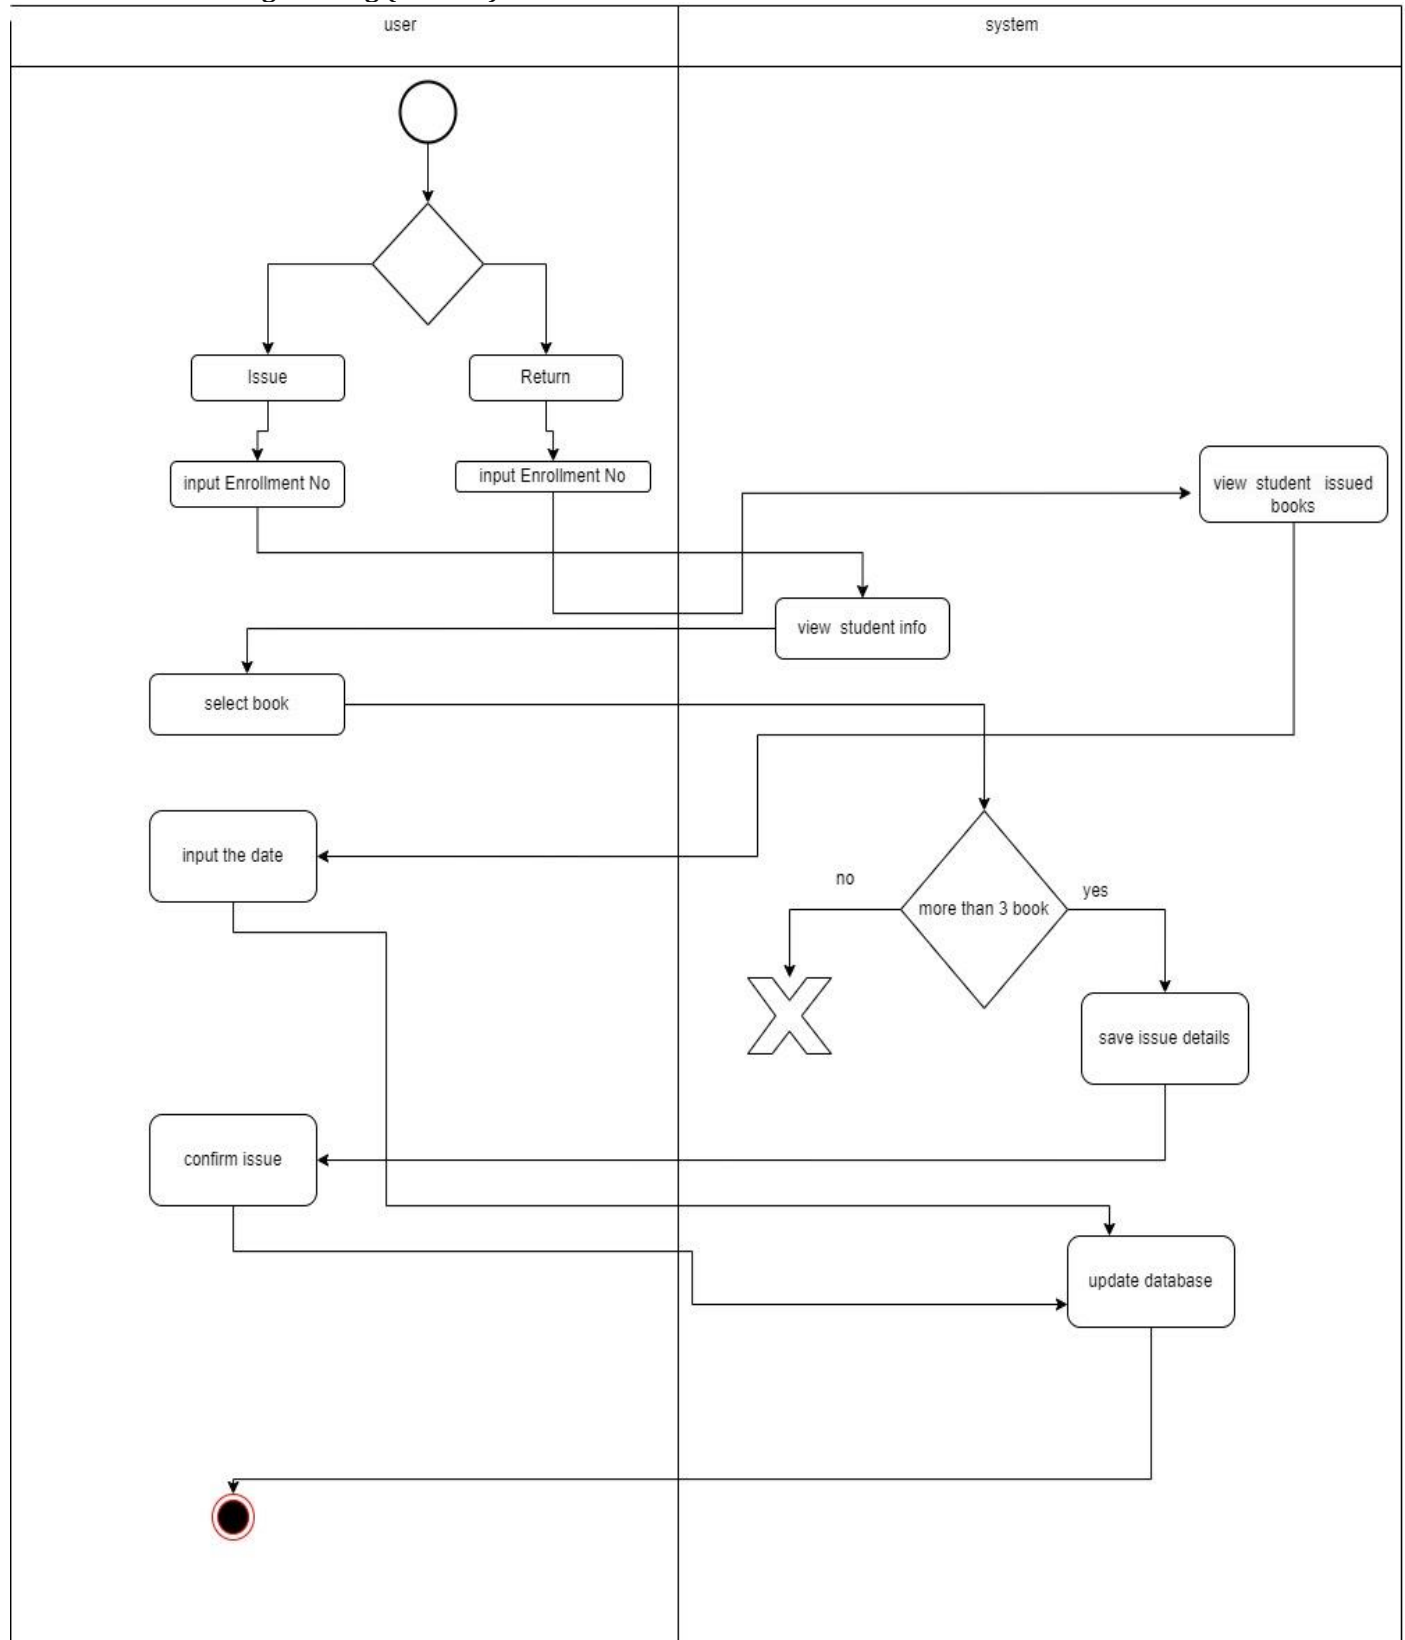 user
system
Issue
Return
input Enrollment No
input Enrollment No
view student issued
books
view student info
select book
input the date
no
more than 3 book
yes
save issue details
confirm issue
update database